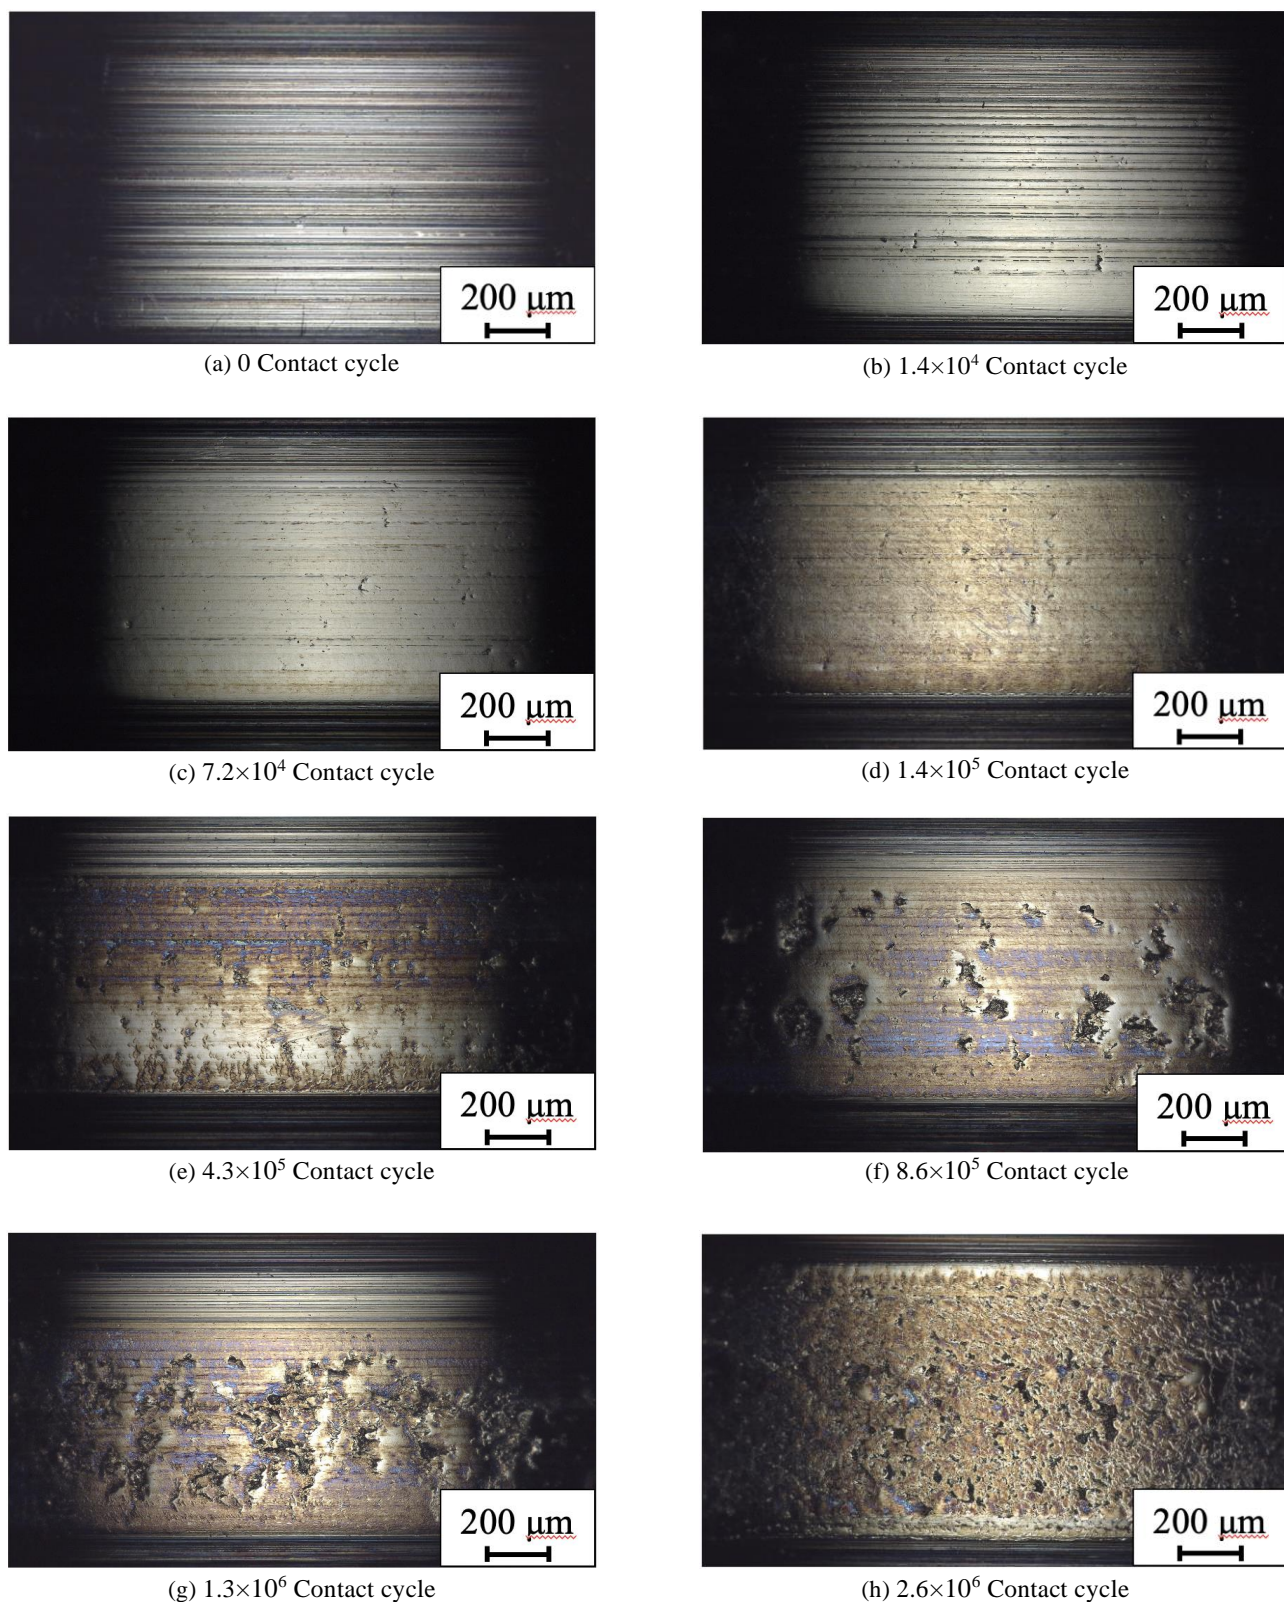 200 μm
200 μm
(a) 0 Contact cycle
(b) 1.4×10⁴ Contact cycle
200 μm
200 μm
(c) 7.2×10⁴ Contact cycle
(d) 1.4×10⁵ Contact cycle
200 μm
200 μm
(e) 4.3×10⁵ Contact cycle
(f) 8.6×10⁵ Contact cycle
200 μm
200 μm
(g) 1.3×10⁶ Contact cycle
(h) 2.6×10⁶ Contact cycle